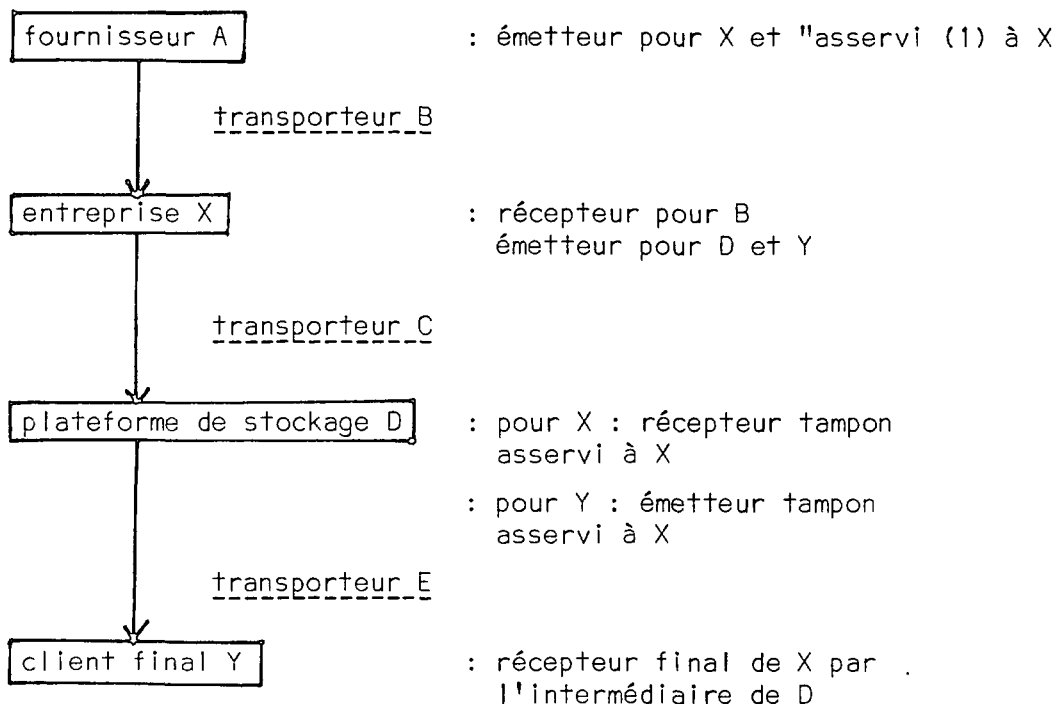 fournisseur A : émetteur pour X et "asservi (1) à X
transporteur B
entreprise X : récepteur pour B
émetteur pour D et Y
transporteur C
plateforme de stockage D : pour X : récepteur tampon
asservi à X
: pour Y : émetteur tampon
asservi à X
transporteur E
client final Y : récepteur final de X par
l'intermédiaire de D